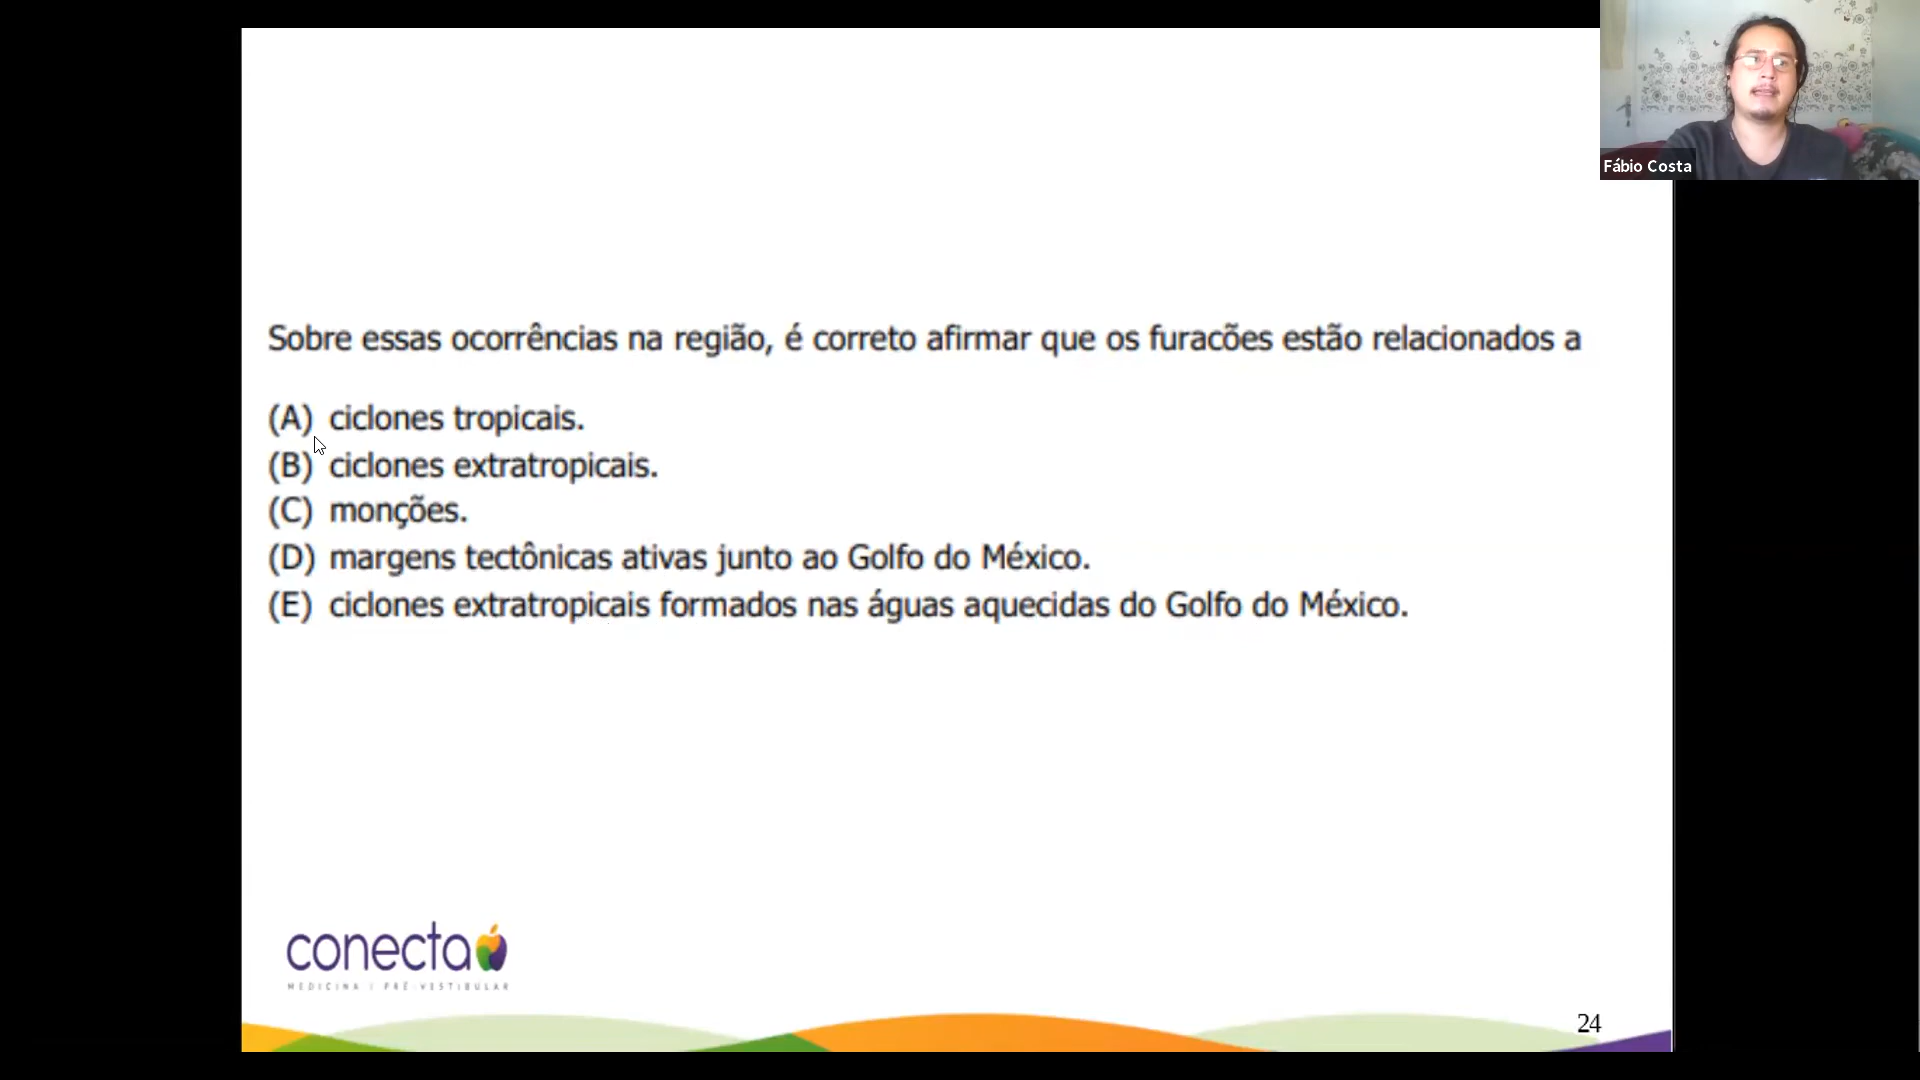 Fábio Costa
Sobre essas ocorrências na região, é correto afirmar que os furacões estão relacionados a
(A) ciclones tropicais.
(B) ciclones extratropicais.
(C) monções.
(D) margens tectônicas ativas junto ao Golfo do México.
(E) ciclones extratropicais formados nas águas aquecidas do Golfo do México.
conecta
MEDICINA | PRÉ-VESTIBULAR
24